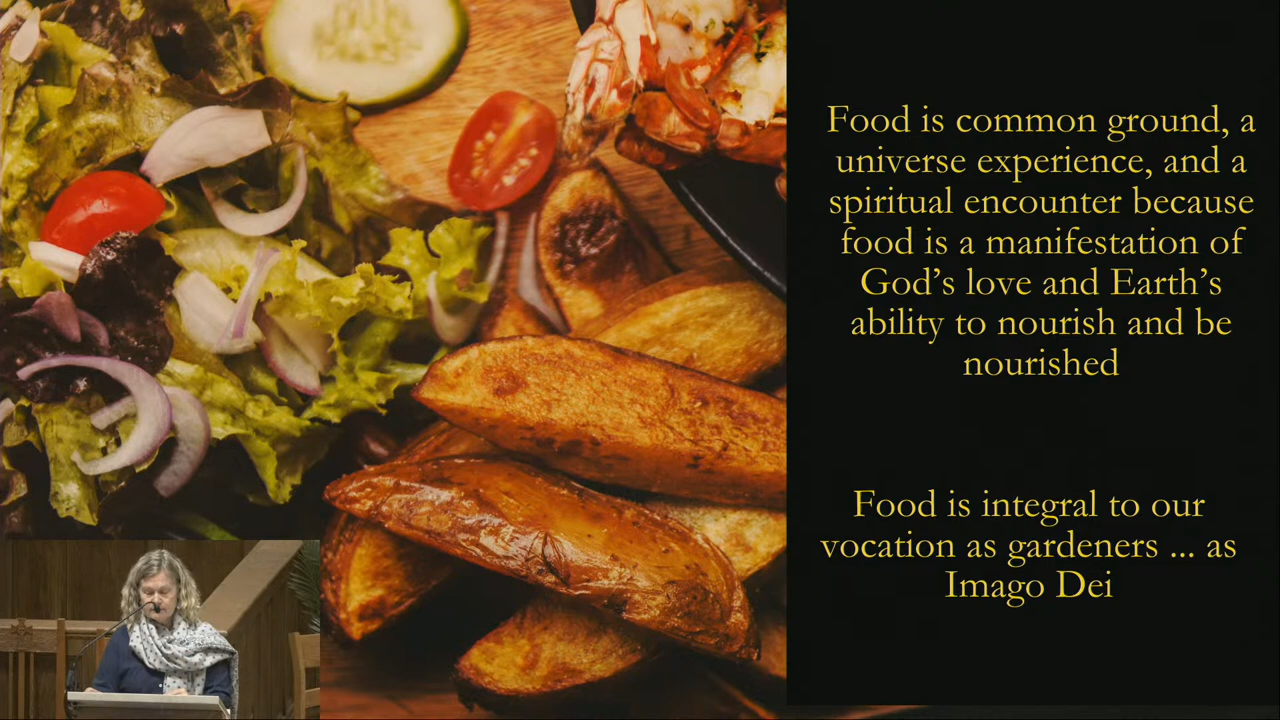 Food is common ground, a
universe experience, and a
spiritual encounter because
food is a manifestation of
God’s love and Earth’s
ability to nourish and be
nourished
Food is integral to our
vocation as gardeners ... as
Imago Dei